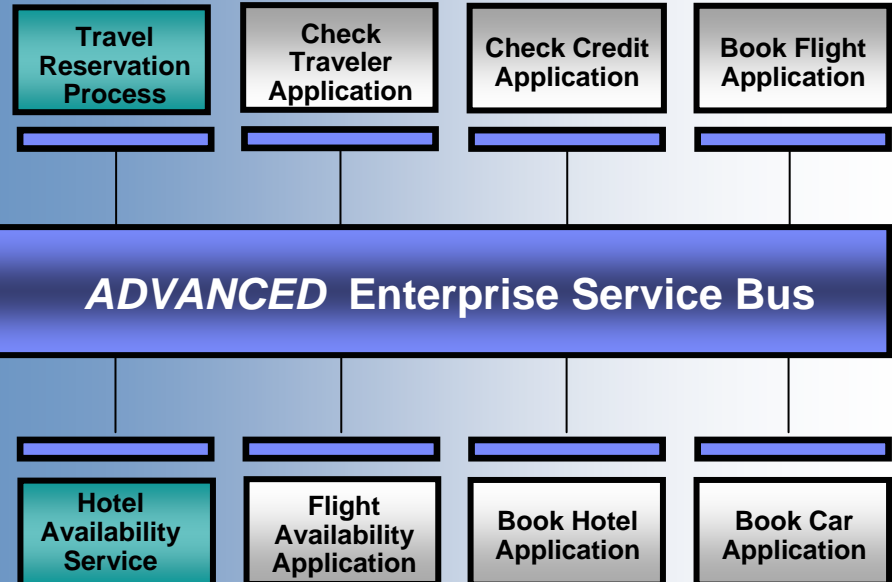 Travel
Reservation
Process
Check
Traveler
Application
Check Credit
Application
Book Flight
Application
ADVANCED Enterprise Service Bus
Hotel
Availability
Service
Flight
Availability
Application
Book Hotel
Application
Book Car
Application